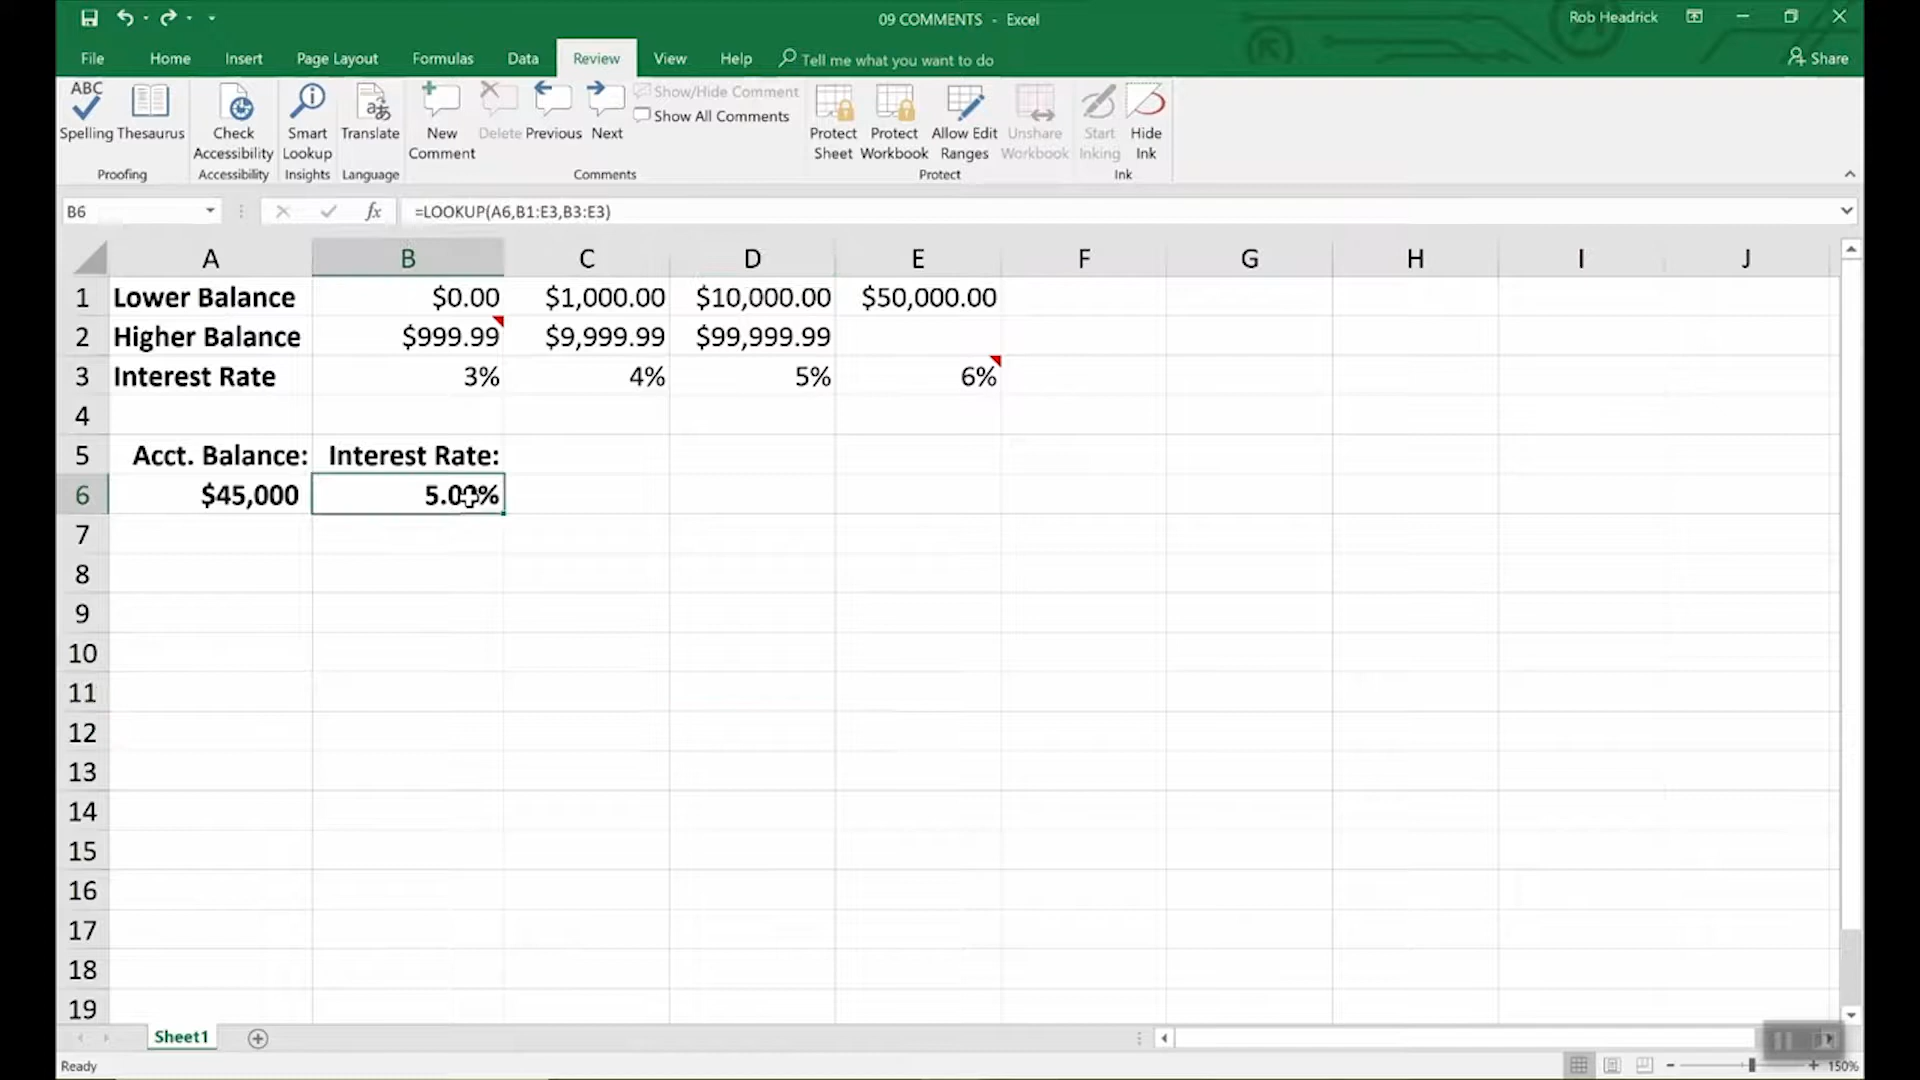 09 COMMENTS - Excel
Rob Headrick
File Home Insert Page Layout Formulas Data Review View Help Tell me what you want to do
Share
ABC
Spelling Thesaurus
Proofing
Check Accessibility
Accessibility
Smart Lookup
Insights
Translate
Language
New Comment
Delete Previous Next
Show/Hide Comment
Show All Comments
Comments
Protect Sheet
Protect Workbook
Allow Edit Ranges
Unshare Workbook
Protect
Start Inking
Hide Ink
Ink
B6
fx
=LOOKUP(A6,B1:E3,B3:E3)
A B C D E F G H I J
1 Lower Balance $0.00 $1,000.00 $10,000.00 $50,000.00
2 Higher Balance $999.99 $9,999.99 $99,999.99
3 Interest Rate 3% 4% 5% 6%
4
5 Acct. Balance: Interest Rate:
6 $45,000 5.00%
7
8
9
10
11
12
13
14
15
16
17
18
19
Sheet1
Ready
150%